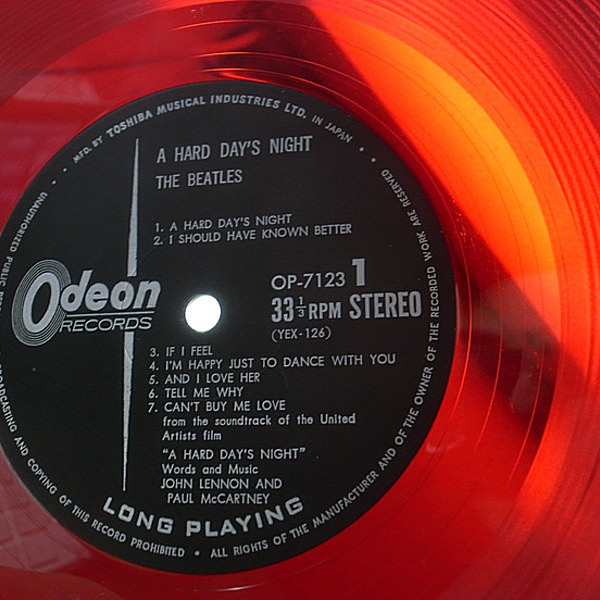 MFD. BY TOSHIBA MUSICAL INDUSTRIES LTD. IN JAPAN
A HARD DAY'S NIGHT
THE BEATLES
1. A HARD DAY'S NIGHT
2. I SHOULD HAVE KNOWN BETTER
Odeon
RECORDS
OP-7123 1
33 1/3 RPM STEREO
(YEX-126)
3. IF I FEEL
4. I'M HAPPY JUST TO DANCE WITH YOU
5. AND I LOVE HER
6. TELL ME WHY
7. CAN'T BUY ME LOVE
from the soundtrack of the United
Artists film
"A HARD DAY'S NIGHT"
Words and Music
JOHN LENNON AND
PAUL McCARTNEY
LONG PLAYING
UNAUTHORIZED PUBLIC
BROADCASTING AND COPYING OF THIS RECORD PROHIBITED • ALL RIGHTS OF THE MANUFACTURER AND OF THE OWNER OF THE RECORDED WORK ARE RESERVED